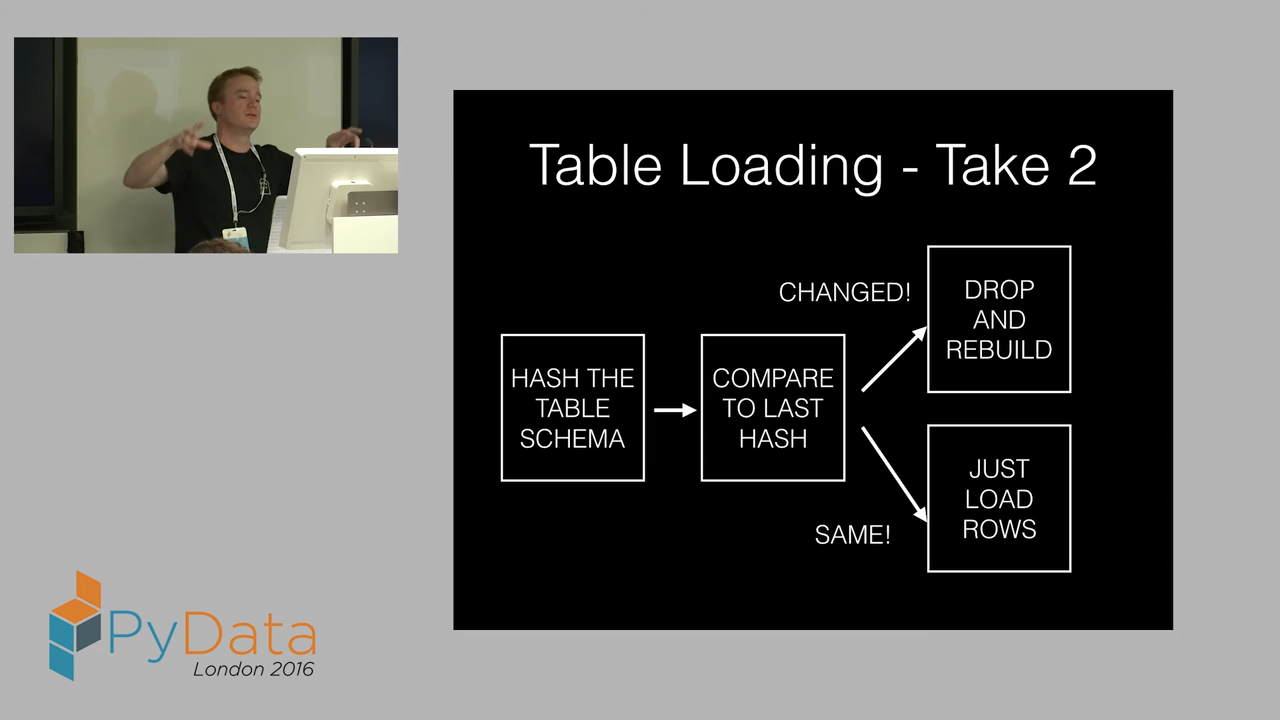 Table Loading - Take 2
CHANGED!
DROP
AND
REBUILD
HASH THE
TABLE
SCHEMA
COMPARE
TO LAST
HASH
JUST
LOAD
ROWS
SAME!
PyData
London 2016